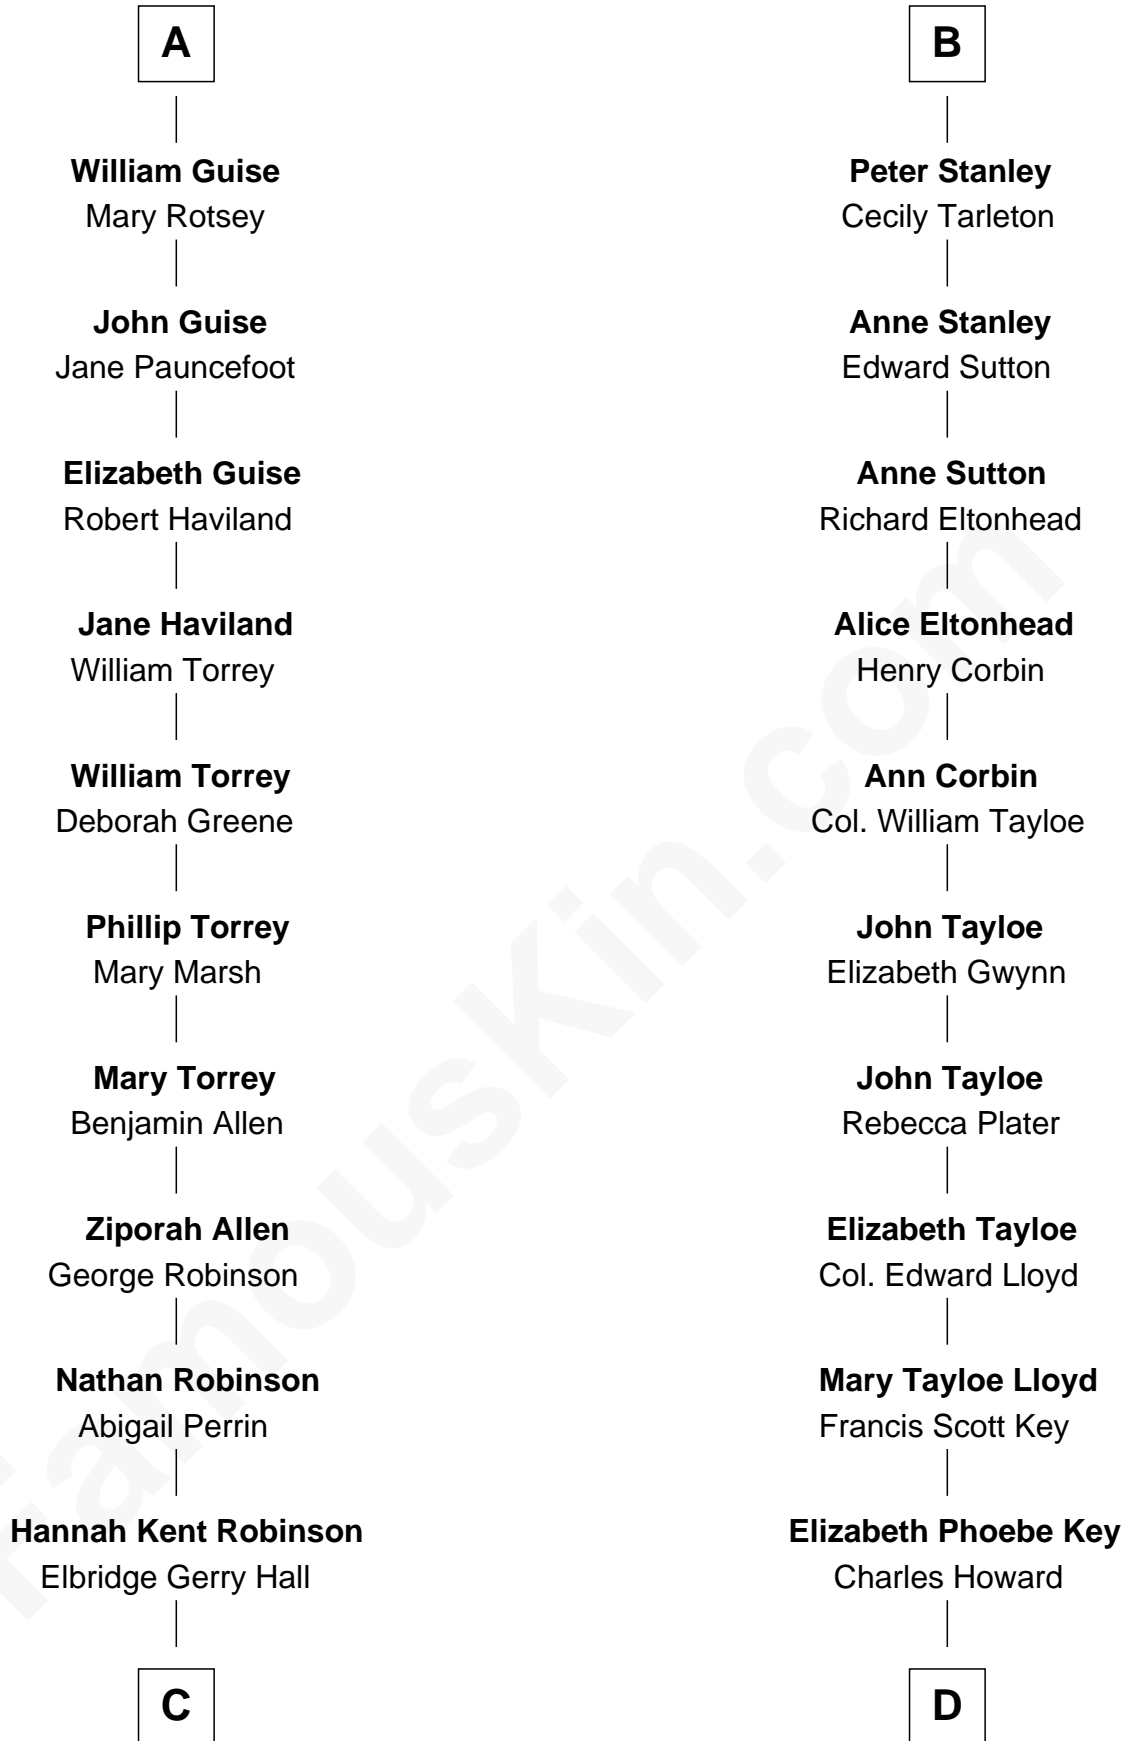 A
William Guise
Mary Rotsey
John Guise
Jane Pauncefoot
Elizabeth Guise
Robert Haviland
Jane Haviland
William Torrey
William Torrey
Deborah Greene
Phillip Torrey
Mary Marsh
Mary Torrey
Benjamin Allen
Ziporah Allen
George Robinson
Nathan Robinson
Abigail Perrin
Hannah Kent Robinson
Elbridge Gerry Hall
C
B
Peter Stanley
Cecily Tarleton
Anne Stanley
Edward Sutton
Anne Sutton
Richard Eltonhead
Alice Eltonhead
Henry Corbin
Ann Corbin
Col. William Tayloe
John Tayloe
Elizabeth Gwynn
John Tayloe
Rebecca Plater
Elizabeth Tayloe
Col. Edward Lloyd
Mary Tayloe Lloyd
Francis Scott Key
Elizabeth Phoebe Key
Charles Howard
D
FamousKin.com